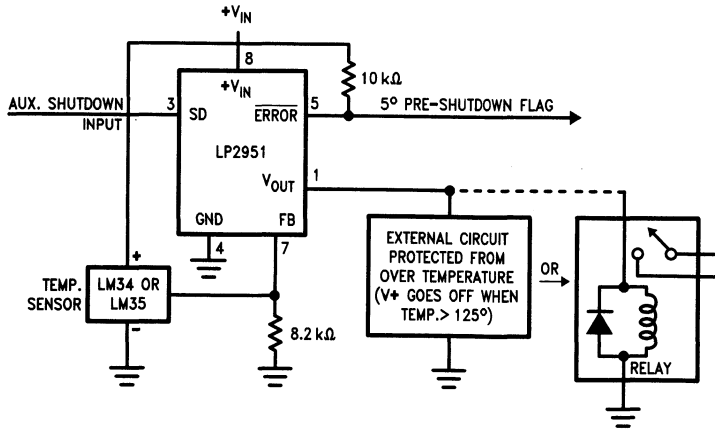 +VIN
8
+VIN
10 kΩ
AUX. SHUTDOWN
INPUT
3
SD
ERROR
5
5º PRE-SHUTDOWN FLAG
LP2951
VOUT
1
GND
FB
4
7
EXTERNAL CIRCUIT
PROTECTED FROM
OVER TEMPERATURE
(V+ GOES OFF WHEN
TEMP.> 125º)
OR
+
TEMP.
SENSOR
LM34 OR
LM35
-
8.2 kΩ
RELAY